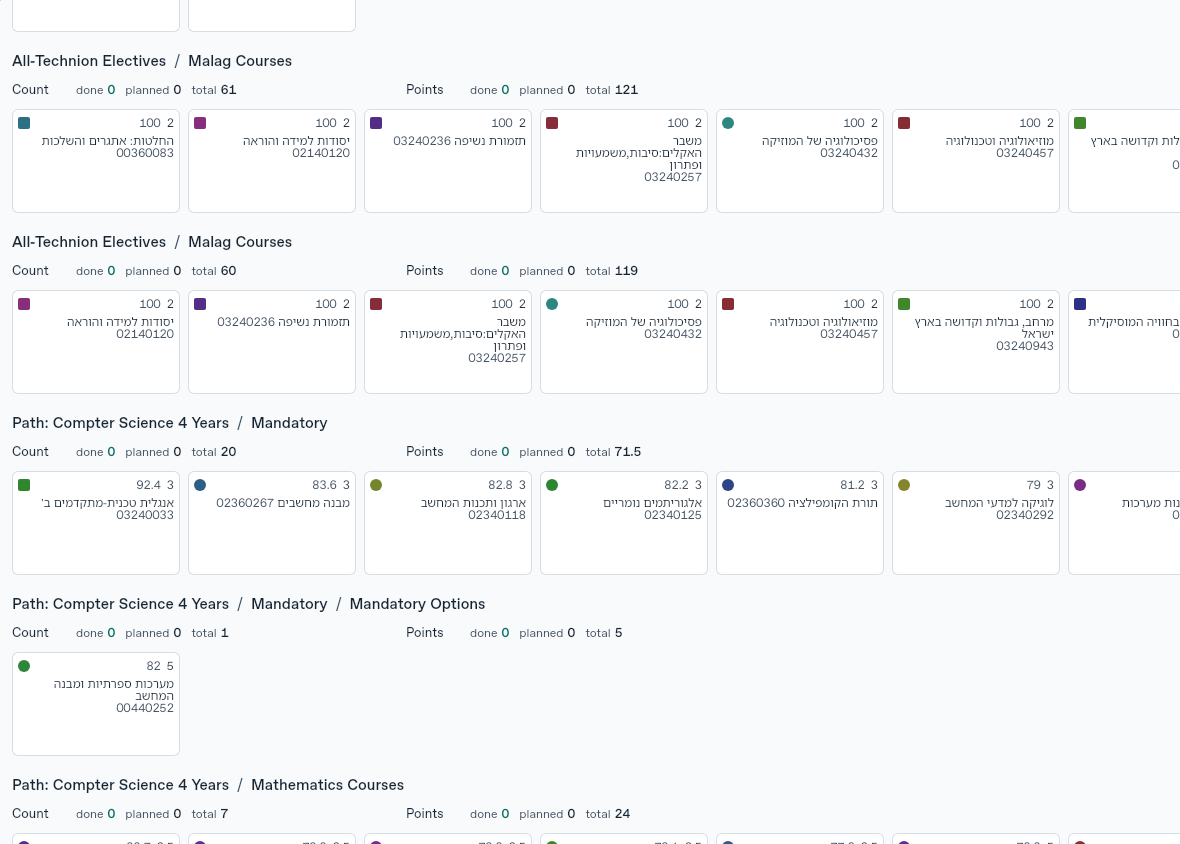 All-Technion Electives / Malag Courses
Count done 0 planned 0 total 61 Points done 0 planned 0 total 121
100 2
החלטות: אתגרים והשלכות
00360083
100 2
יסודות למידה והוראה
02140120
100 2
תזמורת נשיפה 03240236
100 2
משבר
האקלים:סיבות,משמעויות
ופתרון
03240257
100 2
פסיכולוגיה של המוזיקה
03240432
100 2
מוזיאולוגיה וטכנולוגיה
03240457
וקדושה בארץ
All-Technion Electives / Malag Courses
Count done 0 planned 0 total 60 Points done 0 planned 0 total 119
100 2
יסודות למידה והוראה
02140120
100 2
תזמורת נשיפה 03240236
100 2
משבר
האקלים:סיבות,משמעויות
ופתרון
03240257
100 2
פסיכולוגיה של המוזיקה
03240432
100 2
מוזיאולוגיה וטכנולוגיה
03240457
100 2
מרחב, גבולות וקדושה בארץ
ישראל
03240943
בחוויה המוסיקלית
Path: Compter Science 4 Years / Mandatory
Count done 0 planned 0 total 20 Points done 0 planned 0 total 71.5
92.4 3
אנגלית טכנית-מתקדמים ב'
03240033
83.6 3
מבנה מחשבים 02360267
82.8 3
ארגון ותכנות המחשב
02340118
82.2 3
אלגוריתמים נומריים
02340125
81.2 3
תורת הקומפילציה 02360360
79 3
לוגיקה למדעי המחשב
02340292
מערכות
Path: Compter Science 4 Years / Mandatory / Mandatory Options
Count done 0 planned 0 total 1 Points done 0 planned 0 total 5
82 5
מערכות ספרתיות ומבנה
המחשב
00440252
Path: Compter Science 4 Years / Mathematics Courses
Count done 0 planned 0 total 7 Points done 0 planned 0 total 24